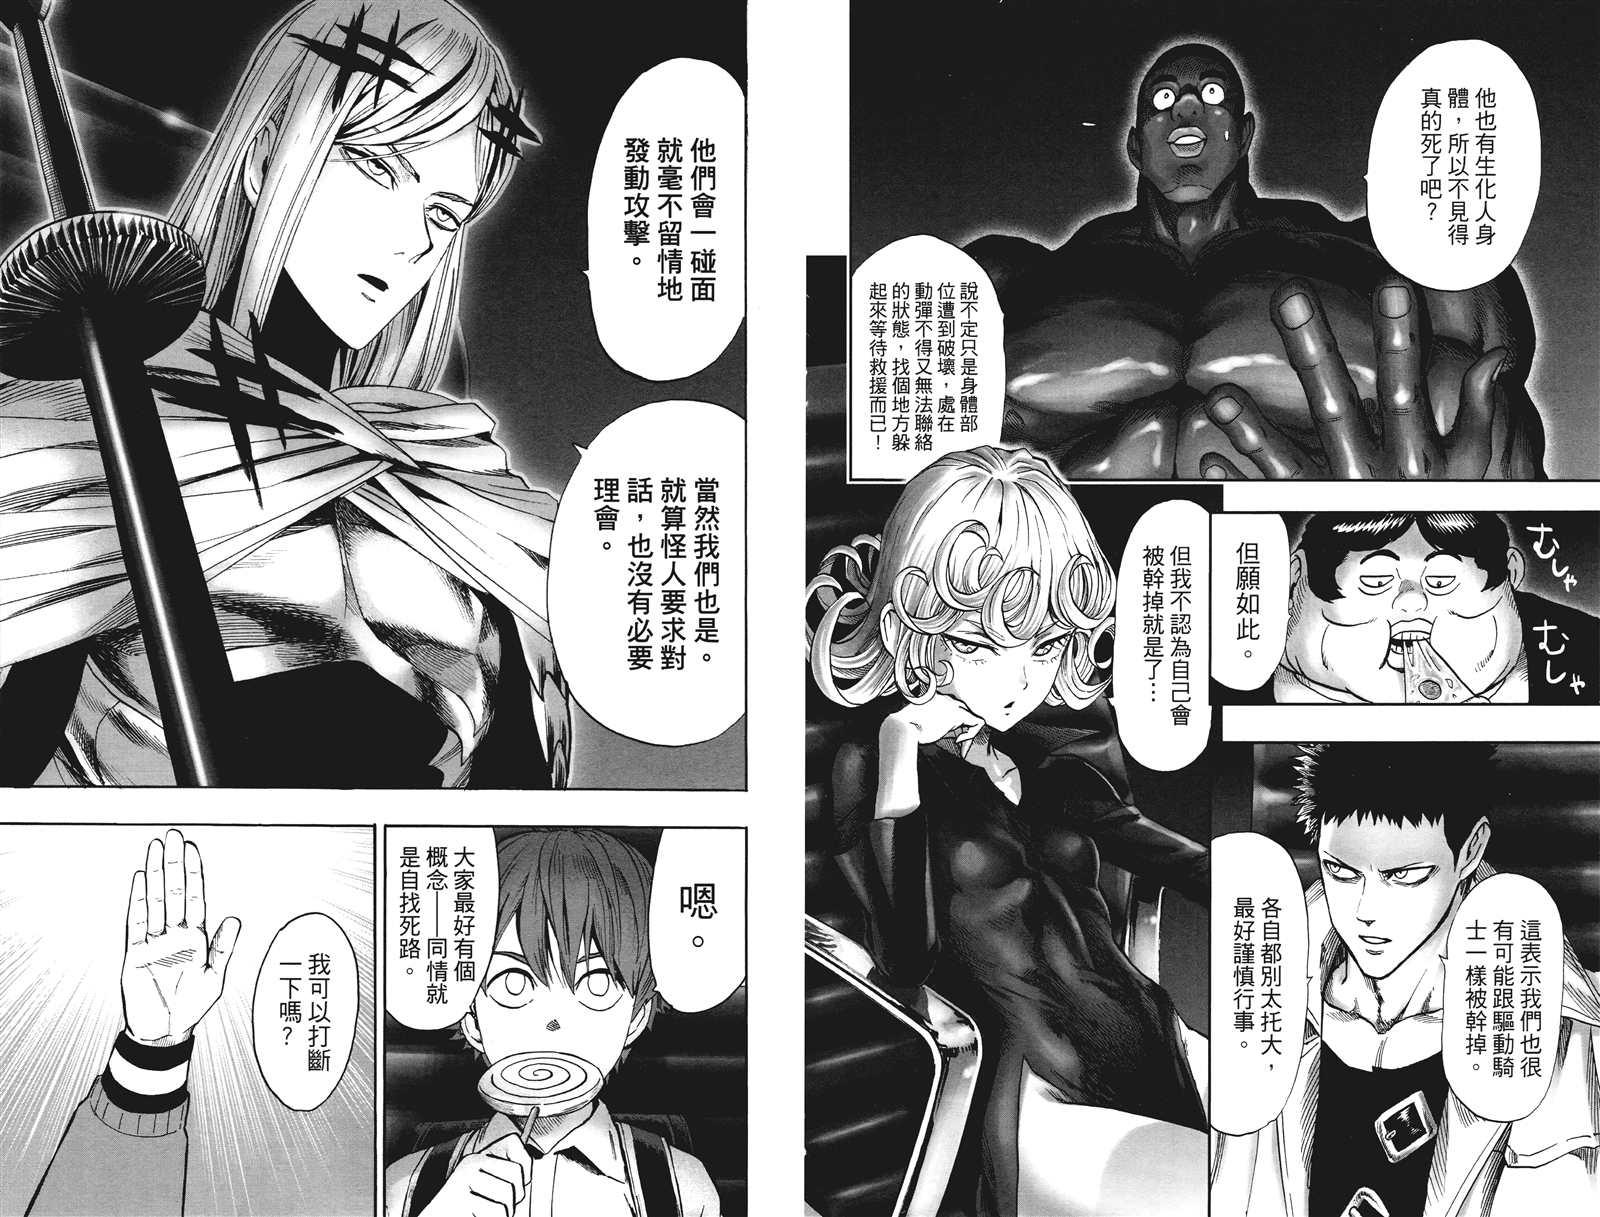 他也有生化人身
體，所以不見得
真的死了吧？
說不定只是身體部
位遭到破壞，處在
動彈不得又無法聯絡
的狀態，找個地方躲
起來等待救援而已！
むしゃ
むしゃ
但願如此。
但我不認為自己會
被幹掉就是了…
這表示我們也很
有可能跟驅動騎
士一樣被幹掉。
各自都別太托大，
最好謹慎行事。
他們會一碰面
就毫不留情地
發動攻擊。
當然我們也是。
就算怪人要求對
話，也沒有必要
理會。
嗯。
大家最好有個
概念——同情就
是自找死路。
我可以打斷
一下嗎？